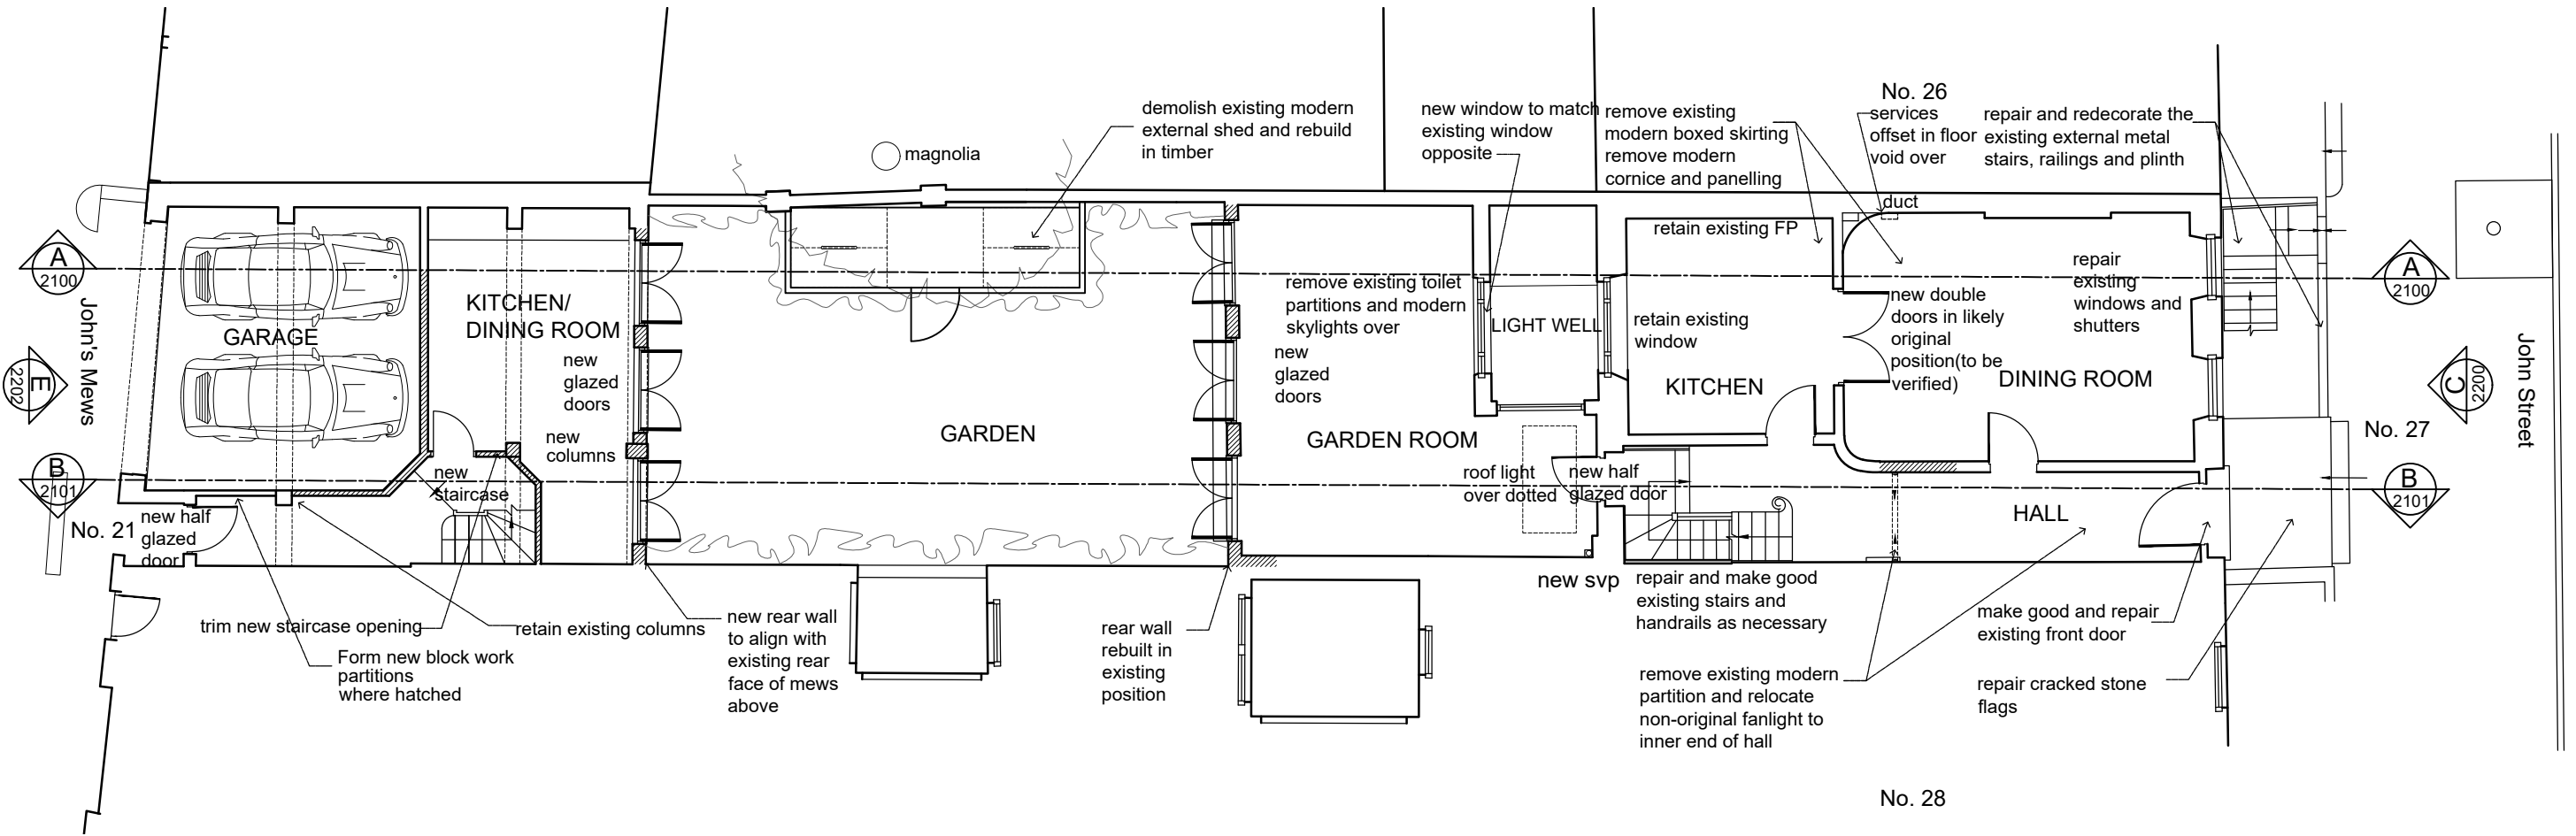 A
2100
John's Mews
E
2202
B
2101
No. 21
new half
glazed
door
GARAGE
KITCHEN/
DINING ROOM
new
glazed
doors
new
columns
new
staircase
trim new staircase opening
retain existing columns
Form new block work
partitions
where hatched
new rear wall
to align with
existing rear
face of mews
above
magnolia
demolish existing modern
external shed and rebuild
in timber
GARDEN
rear wall
rebuilt in
existing
position
new window to match
existing window
opposite
remove existing toilet
partitions and modern
skylights over
new
glazed
doors
GARDEN ROOM
LIGHT WELL
roof light
over dotted
new half
glazed door
new svp
remove existing
modern boxed skirting
remove modern
cornice and panelling
No. 26
services
offset in floor
void over
duct
repair and redecorate the
existing external metal
stairs, railings and plinth
retain existing FP
retain existing
window
KITCHEN
new double
doors in likely
original
position(to be
verified)
repair
existing
windows and
shutters
DINING ROOM
HALL
repair and make good
existing stairs and
handrails as necessary
remove existing modern
partition and relocate
non-original fanlight to
inner end of hall
make good and repair
existing front door
repair cracked stone
flags
No. 28
A
2100
C
2200
No. 27
B
2101
John Street